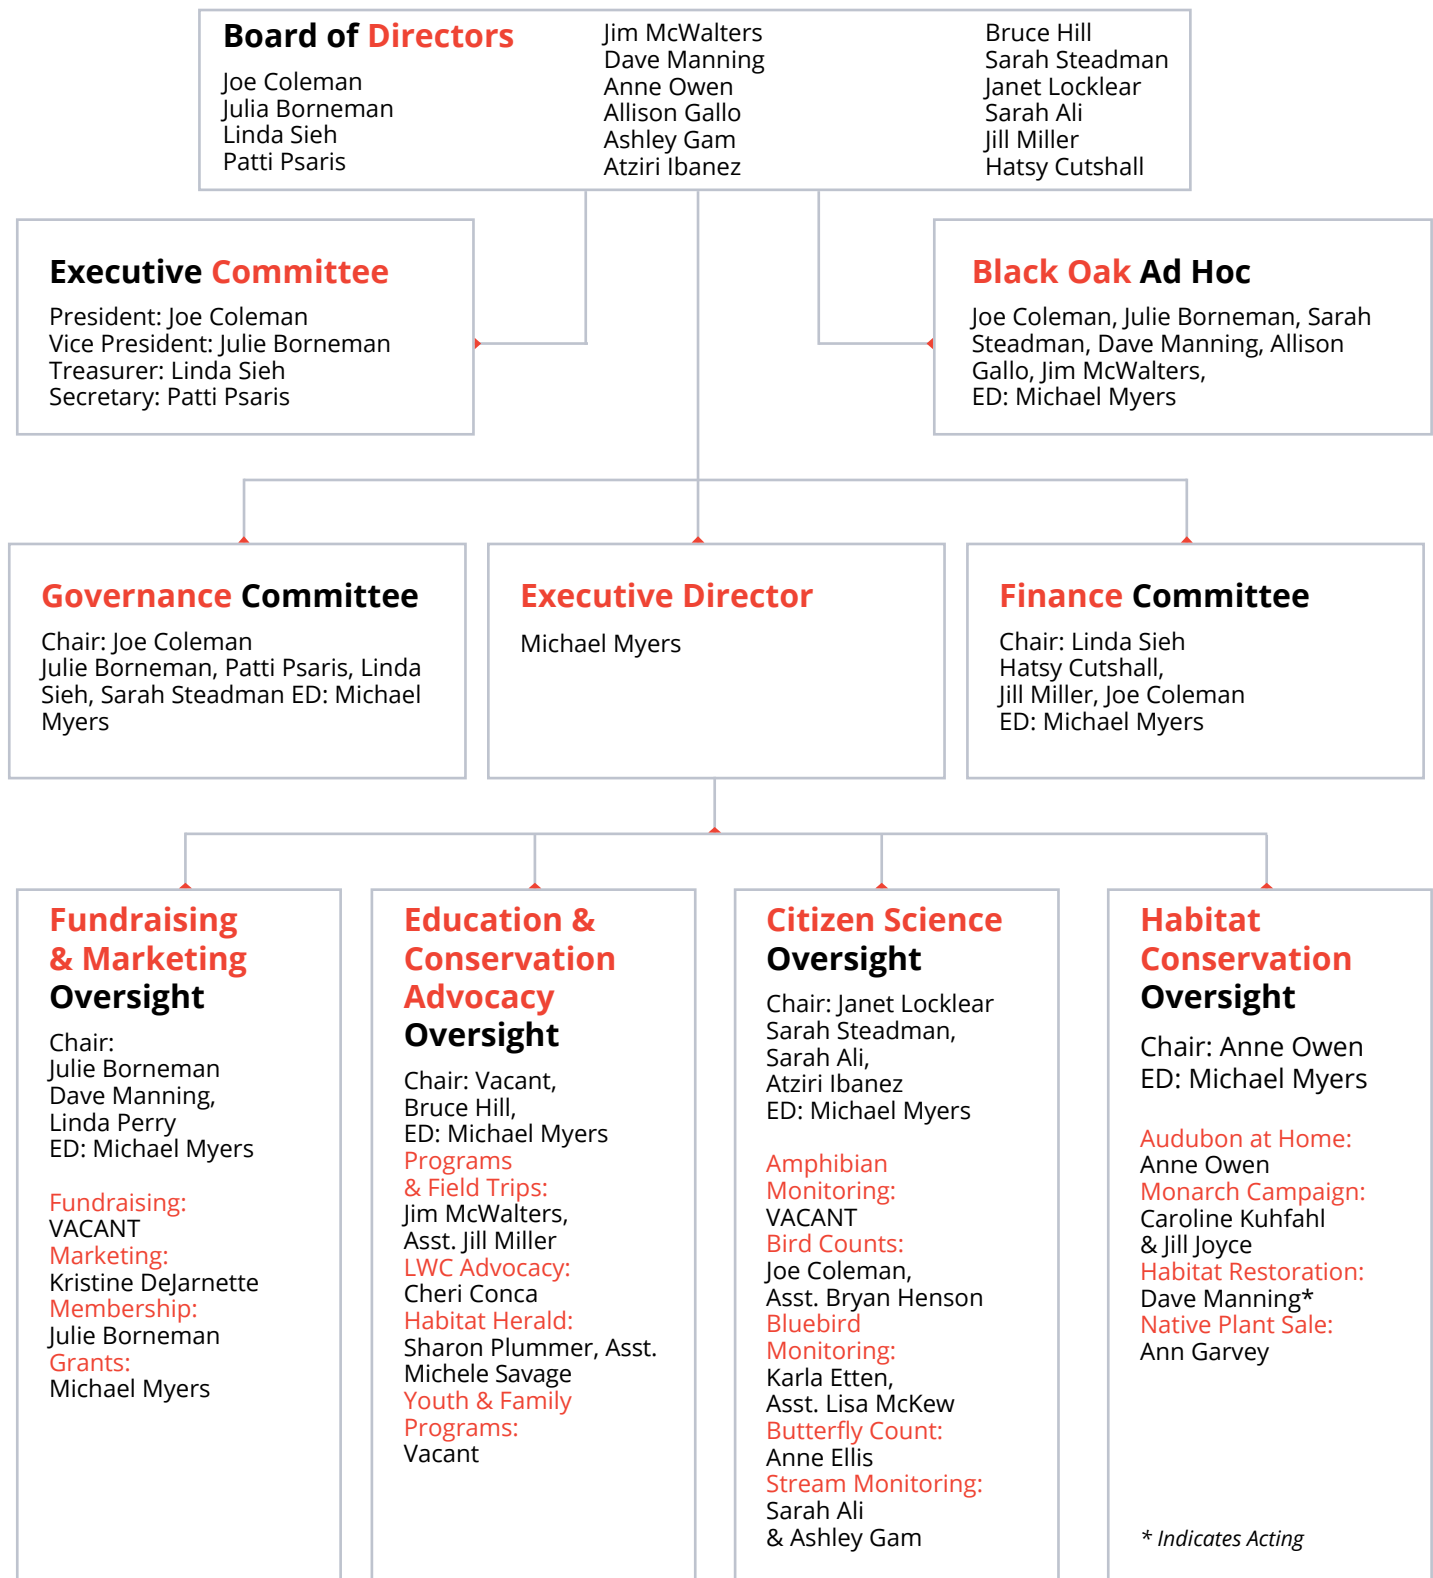 Board of Directors
Joe Coleman
Julia Borneman
Linda Sieh
Patti Psaris
Jim McWalters
Dave Manning
Anne Owen
Allison Gallo
Ashley Gam
Atziri Ibanez
Bruce Hill
Sarah Steadman
Janet Locklear
Sarah Ali
Jill Miller
Hatsy Cutshall
Executive Committee
President: Joe Coleman
Vice President: Julie Borneman
Treasurer: Linda Sieh
Secretary: Patti Psaris
Black Oak Ad Hoc
Joe Coleman, Julie Borneman, Sarah
Steadman, Dave Manning, Allison
Gallo, Jim McWalters,
ED: Michael Myers
Governance Committee
Chair: Joe Coleman
Julie Borneman, Patti Psaris, Linda
Sieh, Sarah Steadman ED: Michael
Myers
Executive Director
Michael Myers
Finance Committee
Chair: Linda Sieh
Hatsy Cutshall,
Jill Miller, Joe Coleman
ED: Michael Myers
Fundraising
& Marketing
Oversight
Chair:
Julie Borneman
Dave Manning,
Linda Perry
ED: Michael Myers
Fundraising:
VACANT
Marketing:
Kristine DeJarnette
Membership:
Julie Borneman
Grants:
Michael Myers
Education &
Conservation
Advocacy
Oversight
Chair: Vacant,
Bruce Hill,
ED: Michael Myers
Programs
& Field Trips:
Jim McWalters,
Asst. Jill Miller
LWC Advocacy:
Cheri Conca
Habitat Herald:
Sharon Plummer, Asst.
Michele Savage
Youth & Family
Programs:
Vacant
Citizen Science
Oversight
Chair: Janet Locklear
Sarah Steadman,
Sarah Ali,
Atziri Ibanez
ED: Michael Myers
Amphibian
Monitoring:
VACANT
Bird Counts:
Joe Coleman,
Asst. Bryan Henson
Bluebird
Monitoring:
Karla Etten,
Asst. Lisa McKew
Butterfly Count:
Anne Ellis
Stream Monitoring:
Sarah Ali
& Ashley Gam
Habitat
Conservation
Oversight
Chair: Anne Owen
ED: Michael Myers
Audubon at Home:
Anne Owen
Monarch Campaign:
Caroline Kuhfahl
& Jill Joyce
Habitat Restoration:
Dave Manning*
Native Plant Sale:
Ann Garvey
* Indicates Acting